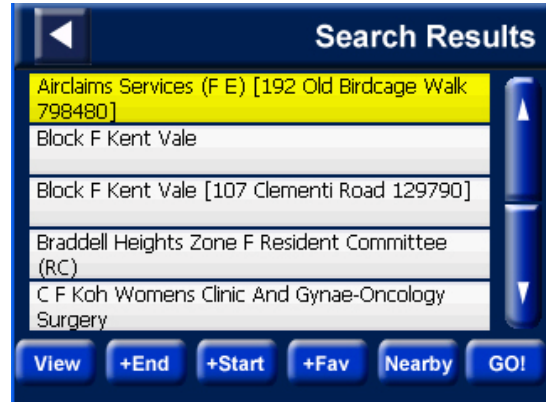 Search Results
Airclaims Services (F E) [192 Old Birdcage Walk
798480]
Block F Kent Vale
Block F Kent Vale [107 Clementi Road 129790]
Braddell Heights Zone F Resident Committee
(RC)
C F Koh Womens Clinic And Gynae-Oncology
Surgery
View +End +Start +Fav Nearby GO!